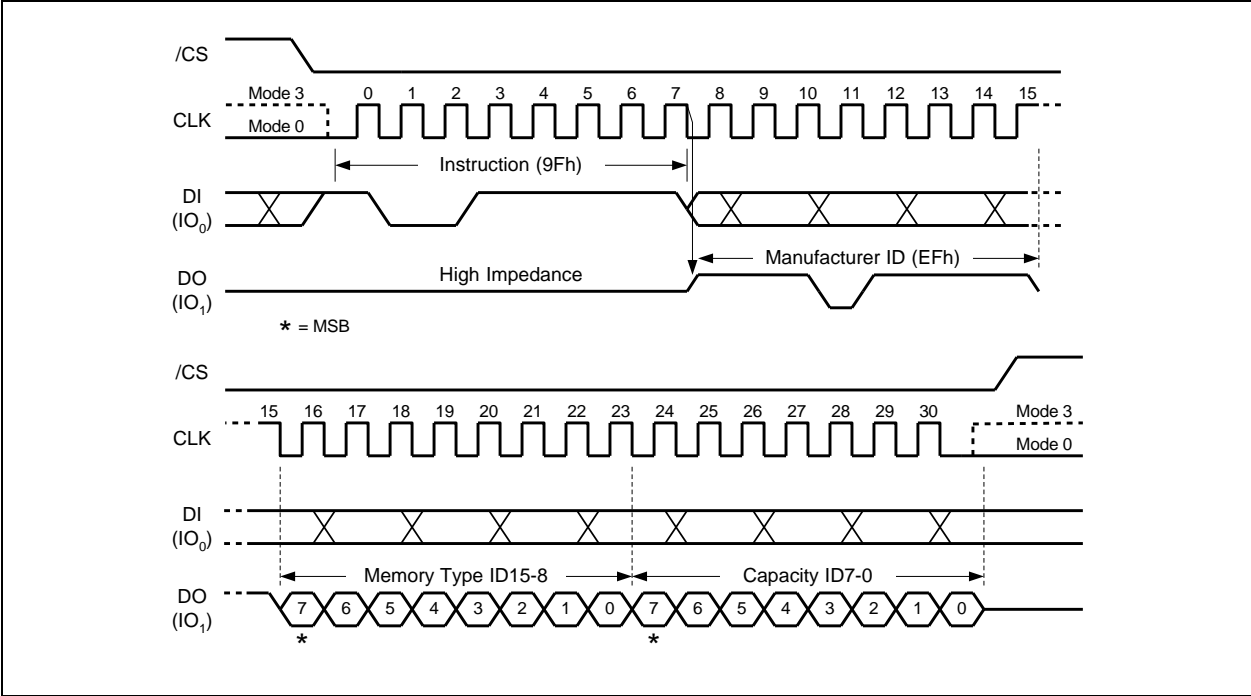 /CS
Mode 3 0 1 2 3 4 5 6 7 8 9 10 11 12 13 14 15
CLK
Mode 0
Instruction (9Fh)
DI
(IO0)
Manufacturer ID (EFh)
High Impedance
DO
(IO1)
* = MSB
/CS
15 16 17 18 19 20 21 22 23 24 25 26 27 28 29 30 Mode 3
CLK
Mode 0
DI
(IO0)
Memory Type ID15-8 Capacity ID7-0
DO 7 6 5 4 3 2 1 0 7 6 5 4 3 2 1 0
(IO1)
* *